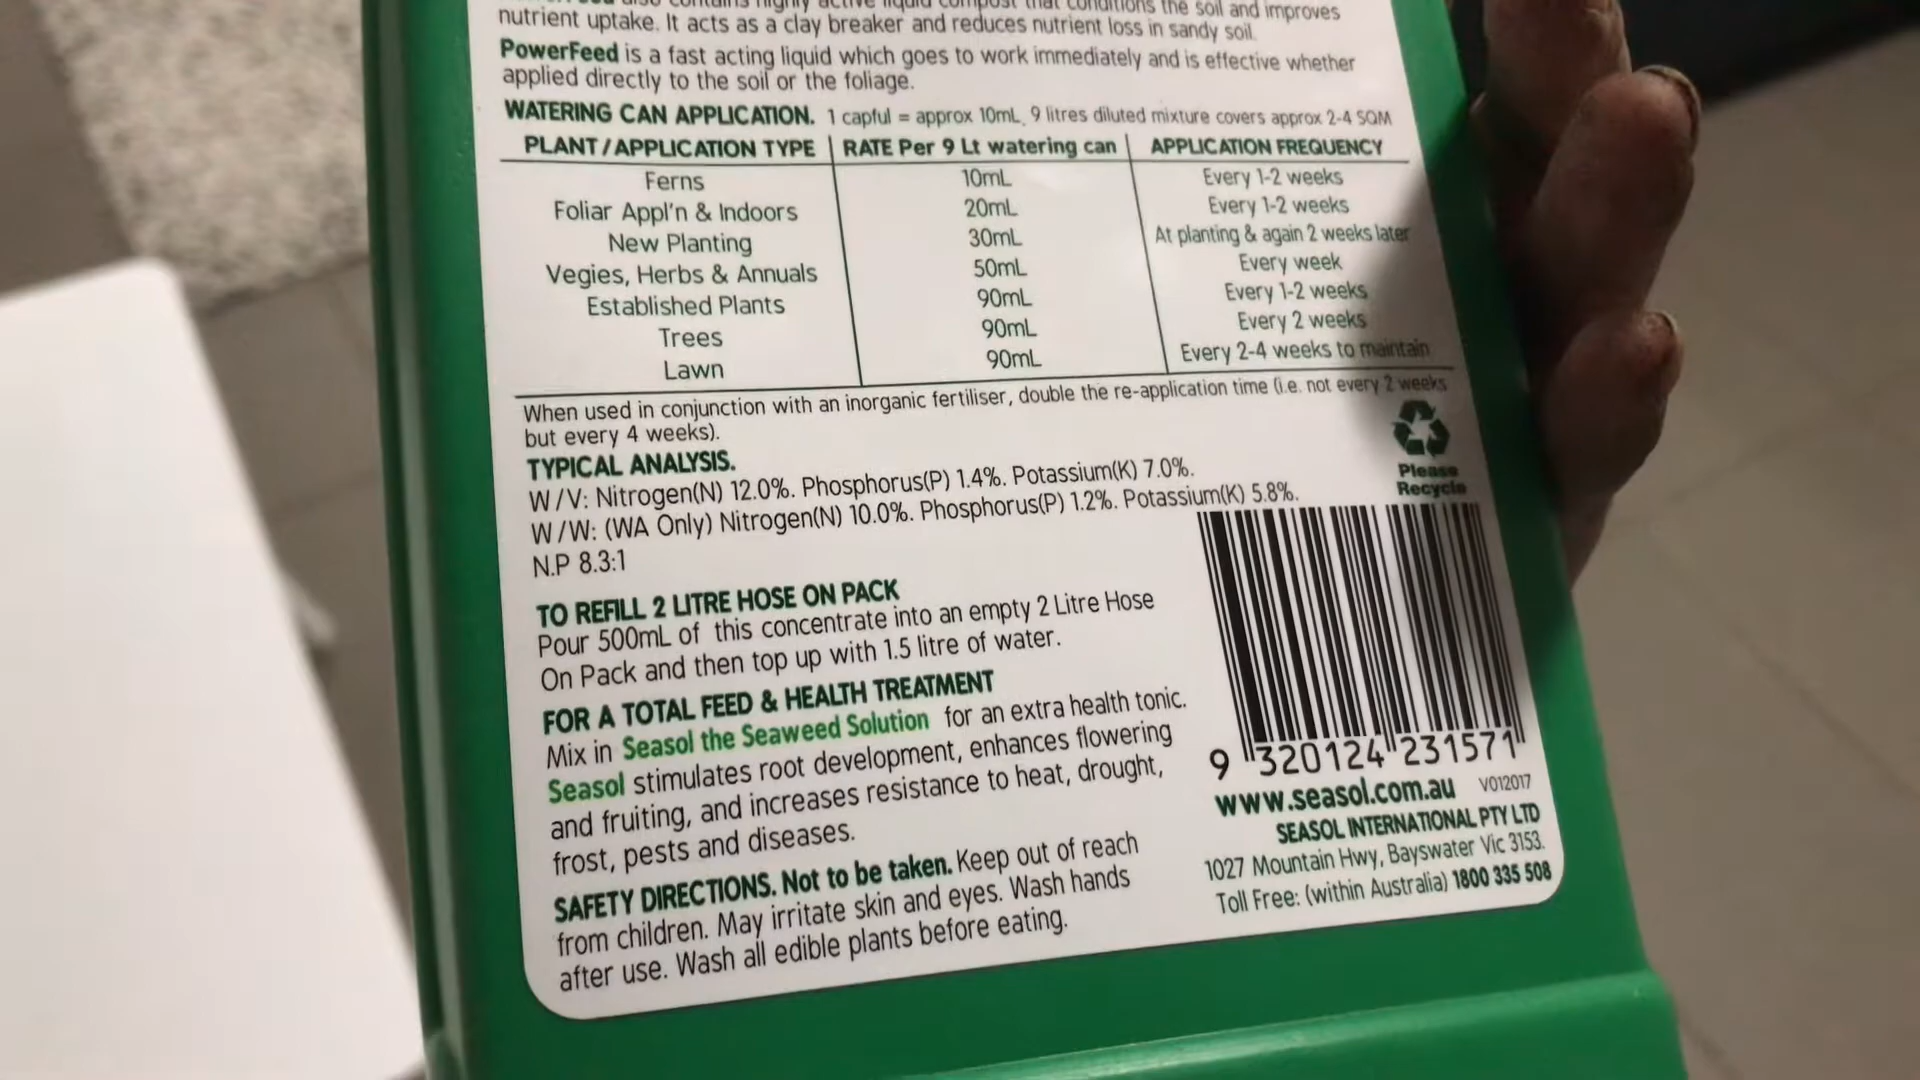 also contains highly active liquid compost that conditions the soil and improves
nutrient uptake. It acts as a clay breaker and reduces nutrient loss in sandy soil.
PowerFeed is a fast acting liquid which goes to work immediately and is effective whether
applied directly to the soil or the foliage.
WATERING CAN APPLICATION. 1 capful = approx 10mL. 9 litres diluted mixture covers approx 2-4 SQM
PLANT / APPLICATION TYPE RATE Per 9 Lt watering can APPLICATION FREQUENCY
Ferns 10mL Every 1-2 weeks
Foliar Appl'n & Indoors 20mL Every 1-2 weeks
New Planting 30mL At planting & again 2 weeks later
Vegies, Herbs & Annuals 50mL Every week
Established Plants 90mL Every 1-2 weeks
Trees 90mL Every 2 weeks
Lawn 90mL Every 2-4 weeks to maintain
When used in conjunction with an inorganic fertiliser, double the re-application time (i.e. not every 2 weeks
but every 4 weeks).
TYPICAL ANALYSIS.
W/V: Nitrogen(N) 12.0%. Phosphorus(P) 1.4%. Potassium(K) 7.0%.
W/W: (WA Only) Nitrogen(N) 10.0%. Phosphorus(P) 1.2%. Potassium(K) 5.8%.
N.P 8.3:1
Please
Recycle
TO REFILL 2 LITRE HOSE ON PACK
Pour 500mL of this concentrate into an empty 2 Litre Hose
On Pack and then top up with 1.5 litre of water.
FOR A TOTAL FEED & HEALTH TREATMENT
Mix in Seasol the Seaweed Solution for an extra health tonic.
Seasol stimulates root development, enhances flowering
and fruiting, and increases resistance to heat, drought,
frost, pests and diseases.
SAFETY DIRECTIONS. Not to be taken. Keep out of reach
from children. May irritate skin and eyes. Wash hands
after use. Wash all edible plants before eating.
9 320124 231571
www.seasol.com.au V012017
SEASOL INTERNATIONAL PTY LTD
1027 Mountain Hwy, Bayswater Vic 3153.
Toll Free: (within Australia) 1800 335 508